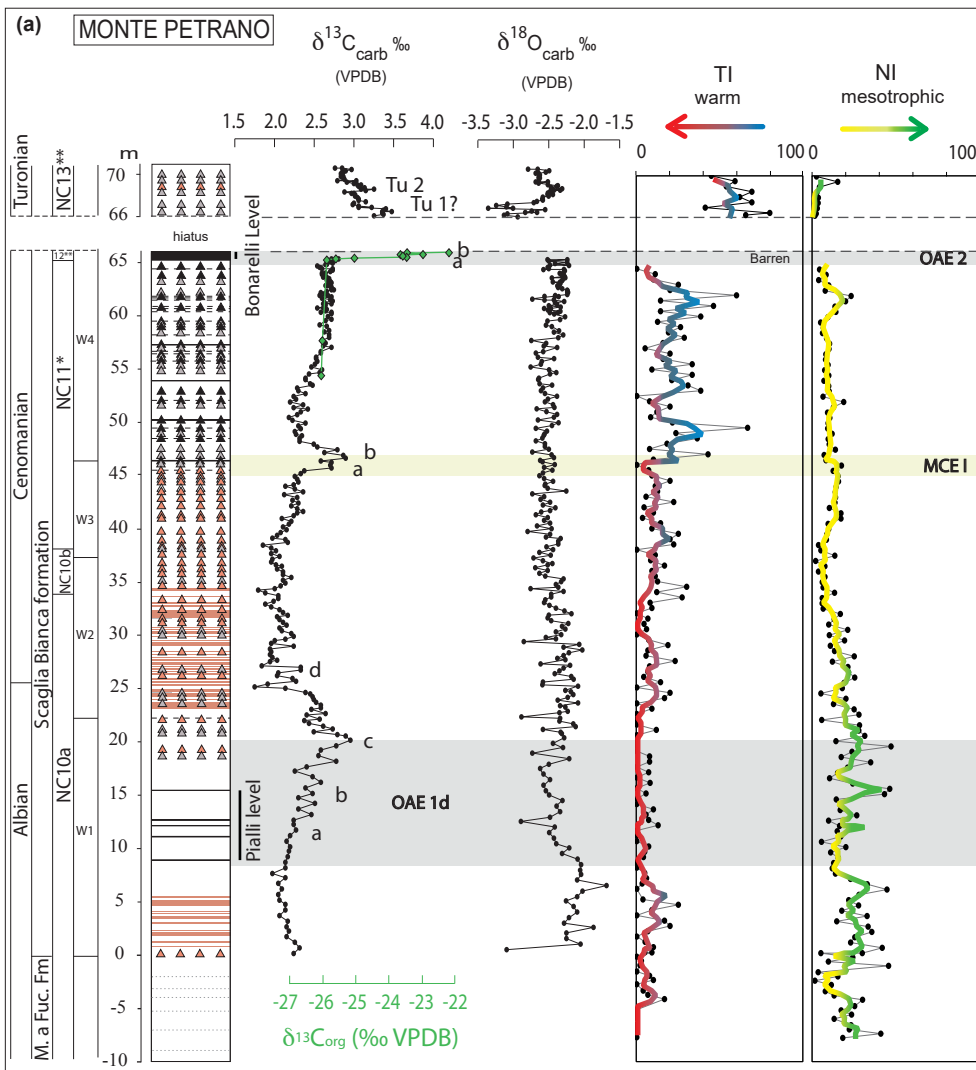 (a) MONTE PETRANO
δ13Ccarb ‰ δ18Ocarb ‰
(VPDB) (VPDB)
TI NI
warm mesotrophic
1.5 2.0 2.5 3.0 3.5 4.0 -3.5 -3.0 -2.5 -2.0 -1.5
0 100 0 100
m
Turonian
NC13**
70
66
hiatus
Tu 2
Tu 1?
Bonarelli Level
b
a
Barren
OAE 2
12**
65
60
55
50
45
40
35
30
25
20
15
10
5
0
-5
-10
Cenomanian
Albian
Scaglia Bianca formation
M. a Fuc. Fm
NC11*
NC10b
NC10a
W4
W3
W2
W1
b
a
MCE I
d
c
b
a
OAE 1d
Pialli level
-27 -26 -25 -24 -23 -22
δ13Corg (‰ VPDB)